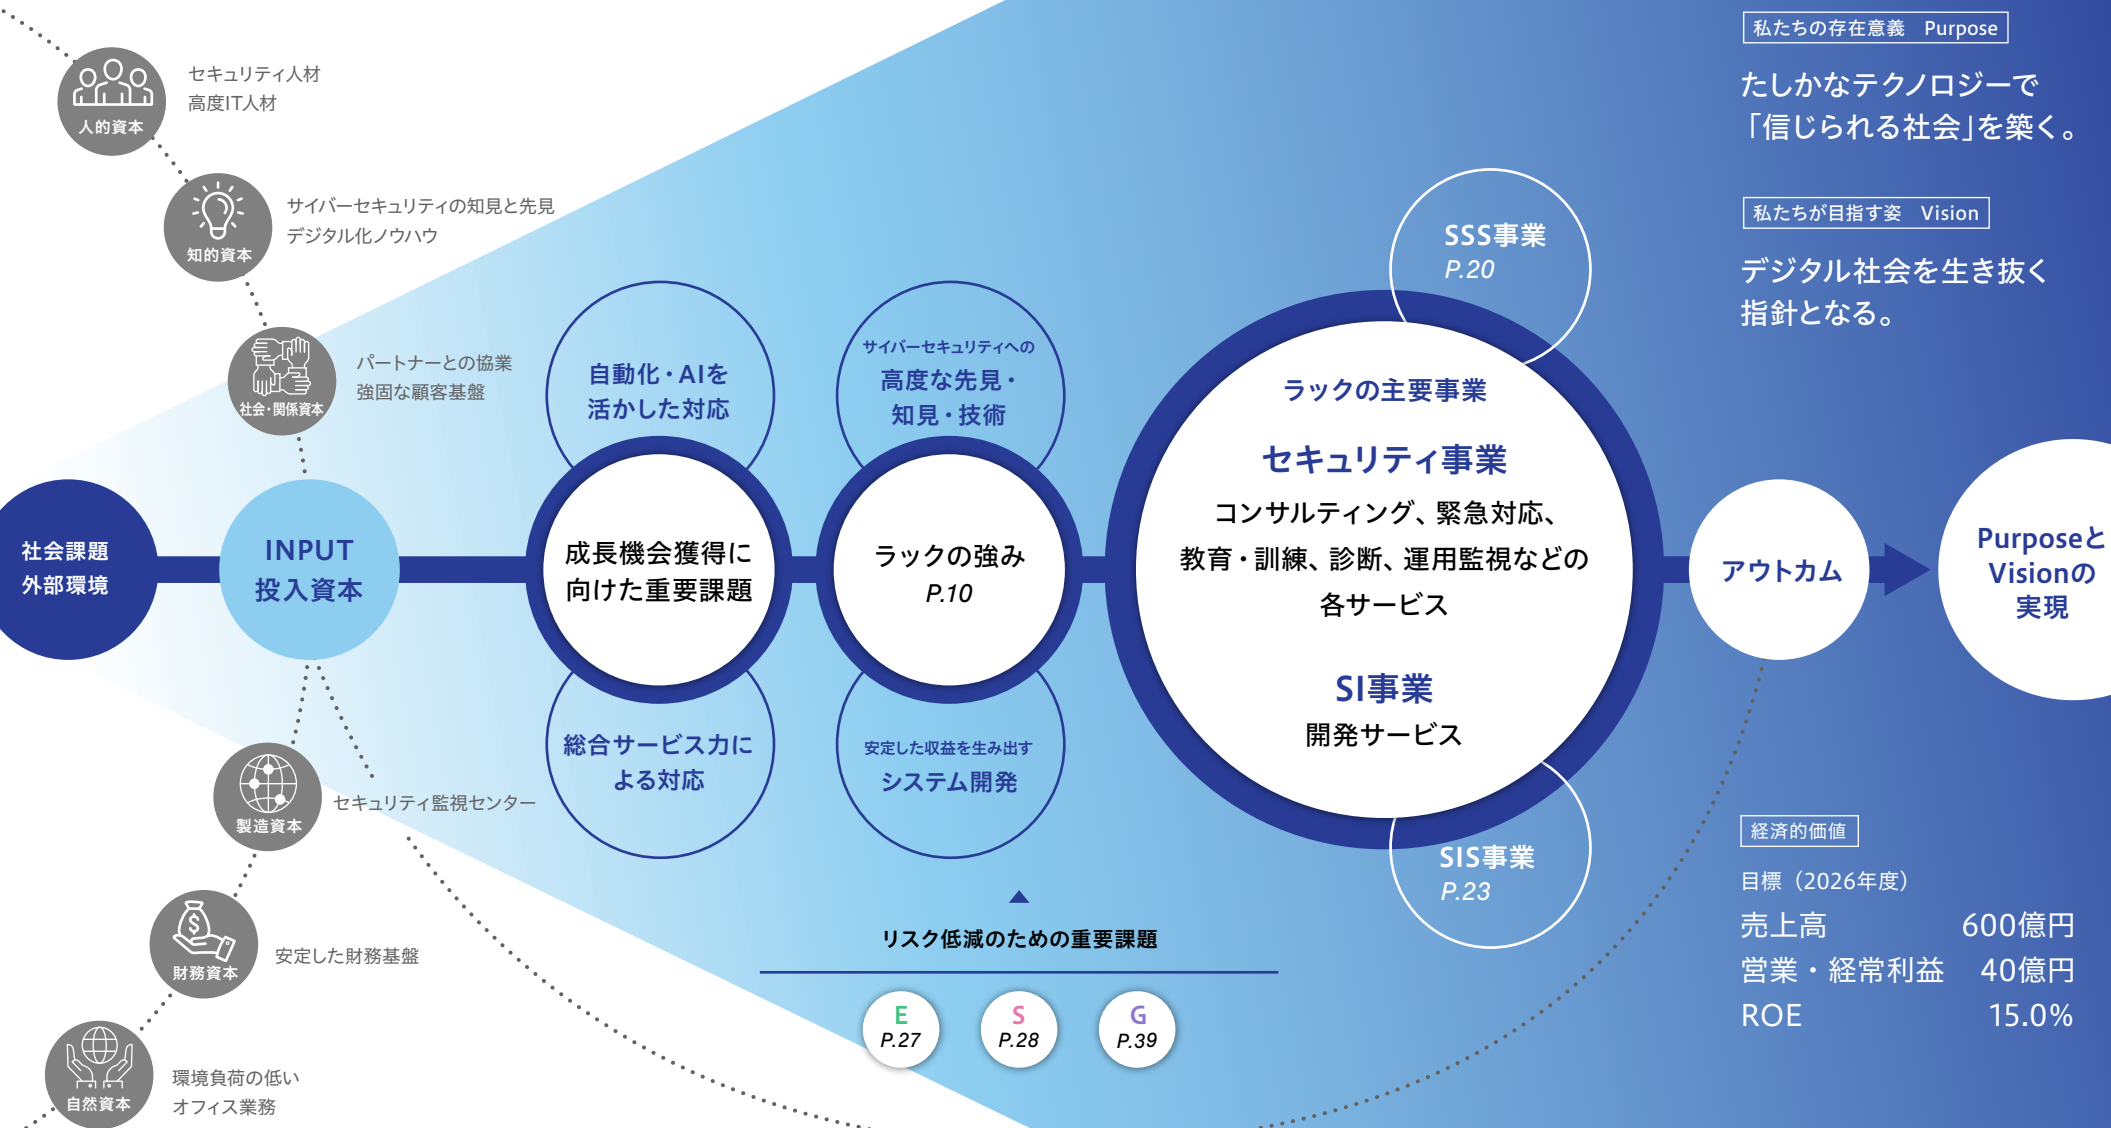 セキュリティ人材
高度IT人材
人的資本
サイバーセキュリティの知見と先見
デジタル化ノウハウ
知的資本
パートナーとの協業
強固な顧客基盤
社会・関係資本
社会課題
外部環境
INPUT
投入資本
セキュリティ監視センター
製造資本
安定した財務基盤
財務資本
環境負荷の低い
オフィス業務
自然資本
自動化・AIを
活かした対応
成長機会獲得に
向けた重要課題
総合サービス力に
よる対応
サイバーセキュリティへの
高度な先見・
知見・技術
ラックの強み
P.10
安定した収益を生み出す
システム開発
リスク低減のための重要課題
E
P.27
S
P.28
G
P.39
SSS事業
P.20
ラックの主要事業
セキュリティ事業
コンサルティング、緊急対応、
教育・訓練、診断、運用監視などの
各サービス
SI事業
開発サービス
SIS事業
P.23
アウトカム
Purposeと
Visionの
実現
私たちの存在意義　Purpose
たしかなテクノロジーで
「信じられる社会」を築く。
私たちが目指す姿　Vision
デジタル社会を生き抜く
指針となる。
経済的価値
目標（2026年度）
売上高　600億円
営業・経常利益　40億円
ROE　15.0%